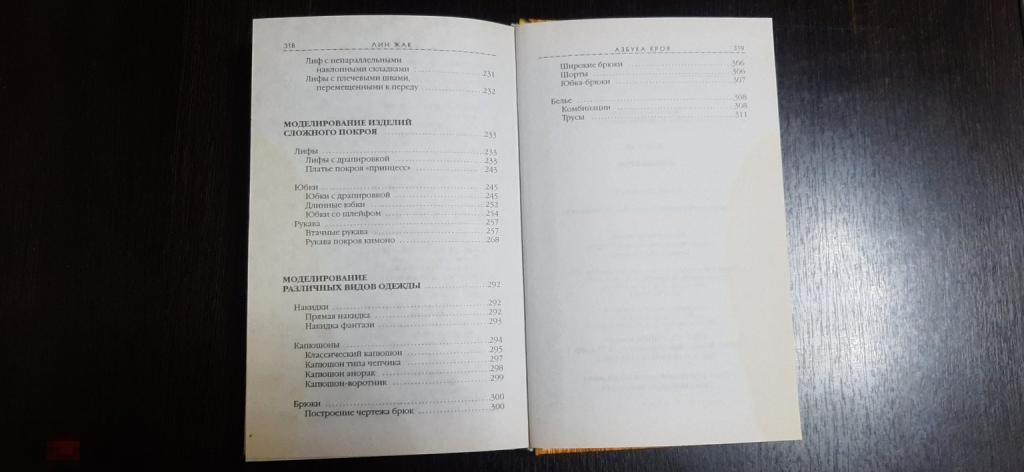 318 ЛИН ЖАК
Лиф с непараллельными
наклонными складками 231
Лифы с плечевыми швами,
перемещенными к переду 232
МОДЕЛИРОВАНИЕ ИЗДЕЛИЙ
СЛОЖНОГО ПОКРОЯ 233
Лифы 233
Лифы с драпировкой 233
Платье покроя «принцесс» 243
Юбки 245
Юбки с драпировкой 245
Длинные юбки 252
Юбки со шлейфом 254
Рукава 257
Втачные рукава 257
Рукава покроя кимоно 268
МОДЕЛИРОВАНИЕ
РАЗЛИЧНЫХ ВИДОВ ОДЕЖДЫ 292
Накидки 292
Прямая накидка 292
Накидка фантази 293
Капюшоны 294
Классический капюшон 295
Капюшон типа чепчика 297
Капюшон анорак 298
Капюшон-воротник 299
Брюки 300
Построение чертежа брюк 300
АЗБУКА КРОЯ 319
Широкие брюки 306
Шорты 306
Юбка-брюки 307
Белье 308
Комбинации 308
Трусы 311